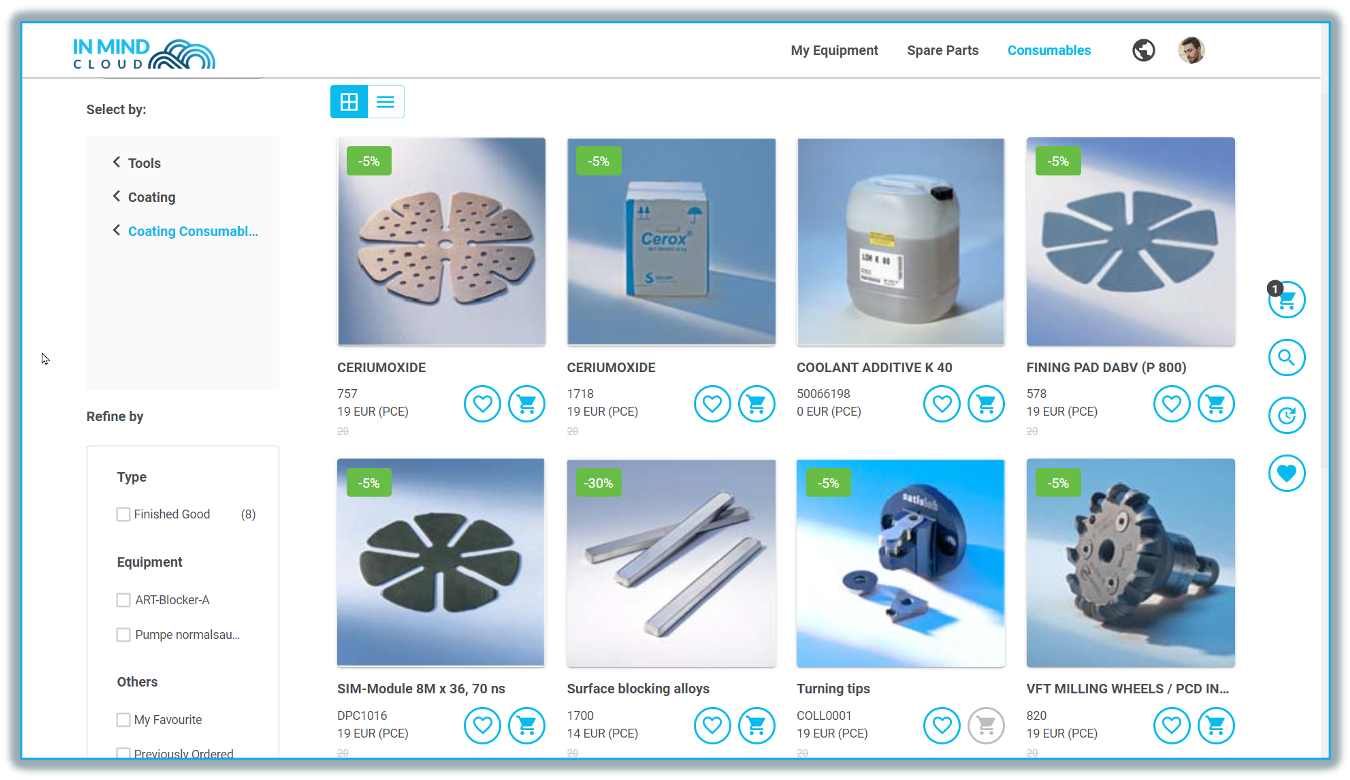 IN MIND
CLOUD
My Equipment
Spare Parts
Consumables
Select by:
Tools
Coating
Coating Consumabl...
Refine by
Type
Finished Good (8)
Equipment
ART-Blocker-A
Pumpe normalsau...
Others
My Favourite
Previously Ordered
-5%
Cerox
-5%
LOH K 80
-5%
CERIUMOXIDE
757
19 EUR (PCE)
20
CERIUMOXIDE
1718
19 EUR (PCE)
20
COOLANT ADDITIVE K 40
50066198
0 EUR (PCE)
FINING PAD DABV (P 800)
578
19 EUR (PCE)
20
1
-5%
-30%
-5%
satisloh
-5%
SIM-Module 8M x 36, 70 ns
DPC1016
19 EUR (PCE)
20
Surface blocking alloys
1700
14 EUR (PCE)
20
Turning tips
COLL0001
19 EUR (PCE)
20
VFT MILLING WHEELS / PCD IN...
820
19 EUR (PCE)
20